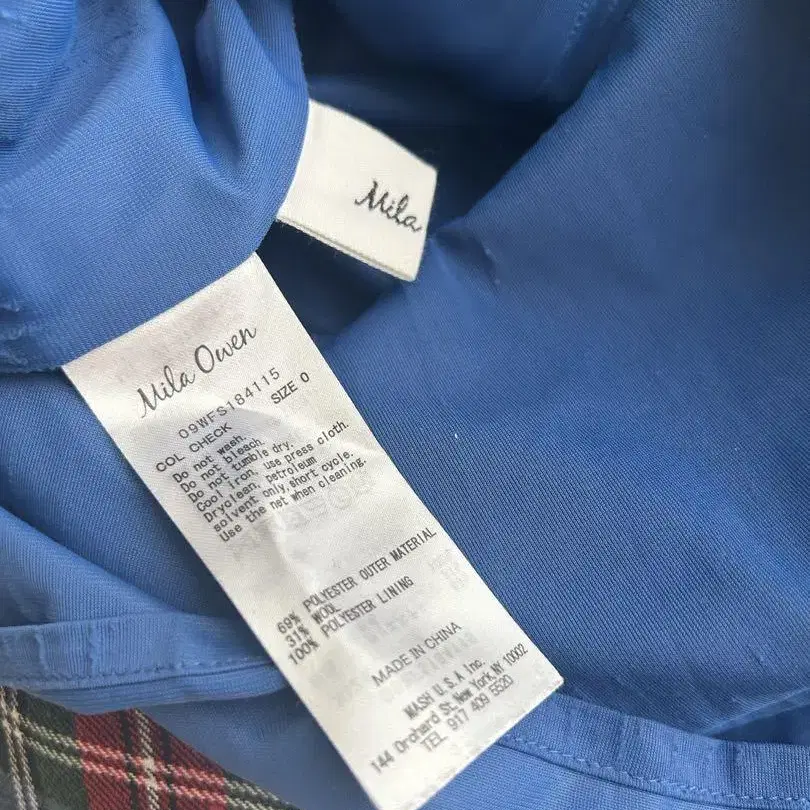 Mila
Mila Owen
09WFS184115
COL CHECK SIZE 0
Do not wash.
Do not bleach.
Do not tumble dry.
Cool iron, use press cloth.
Dryclean, petroleum
solvent only, short cycle.
Use the net when cleaning.
69% POLYESTER OUTER MATERIAL
31% WOOL
100% POLYESTER LINING
MADE IN CHINA
MASH U.S.A Inc.
144 Orchard St, New York, NY 10002
TEL 917 409 5520